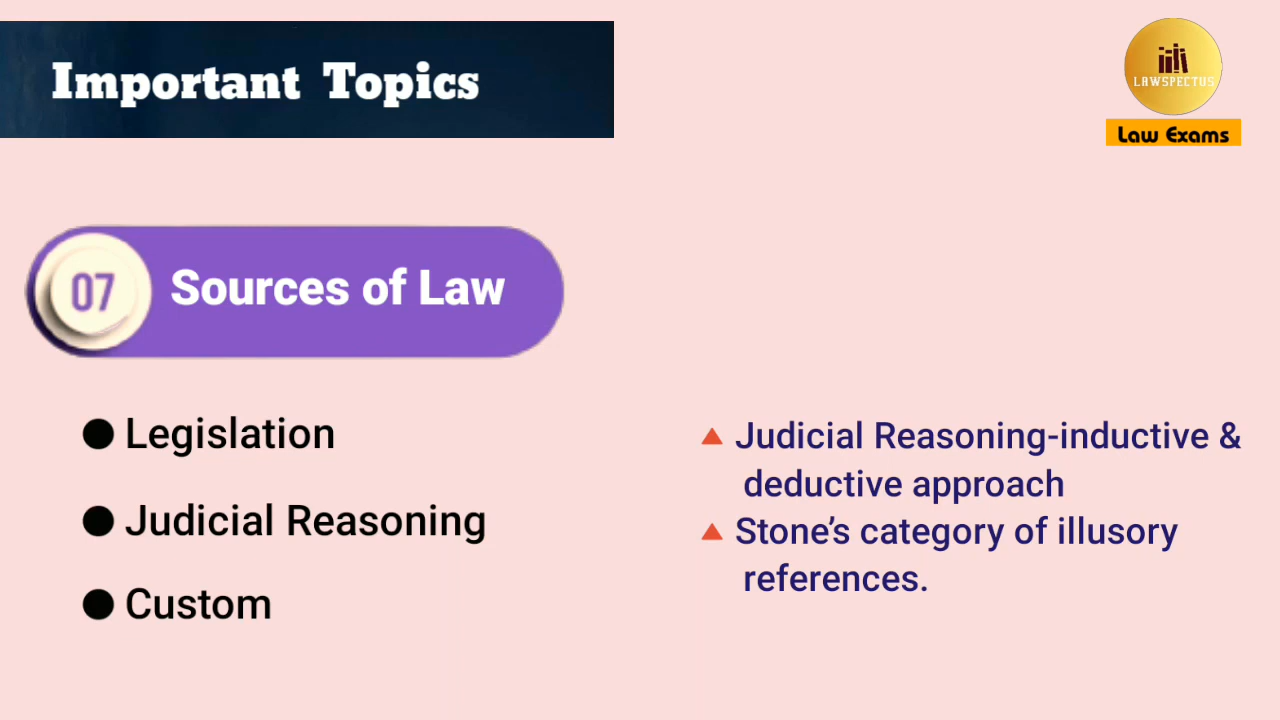 Important Topics
LAWSPECTUS
Law Exams
07
Sources of Law
● Legislation
● Judicial Reasoning
● Custom
Judicial Reasoning-inductive &
deductive approach
Stone’s category of illusory
references.